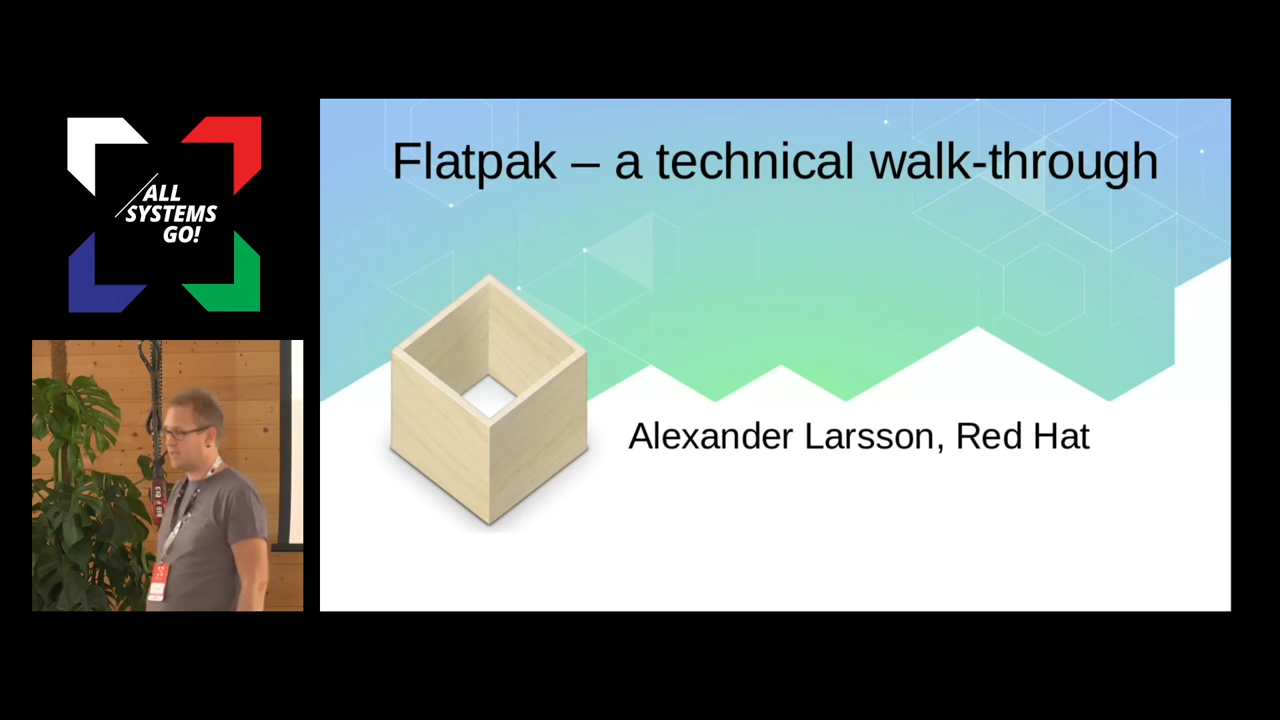 ALL
SYSTEMS
GO!
Flatpak – a technical walk-through
Alexander Larsson, Red Hat